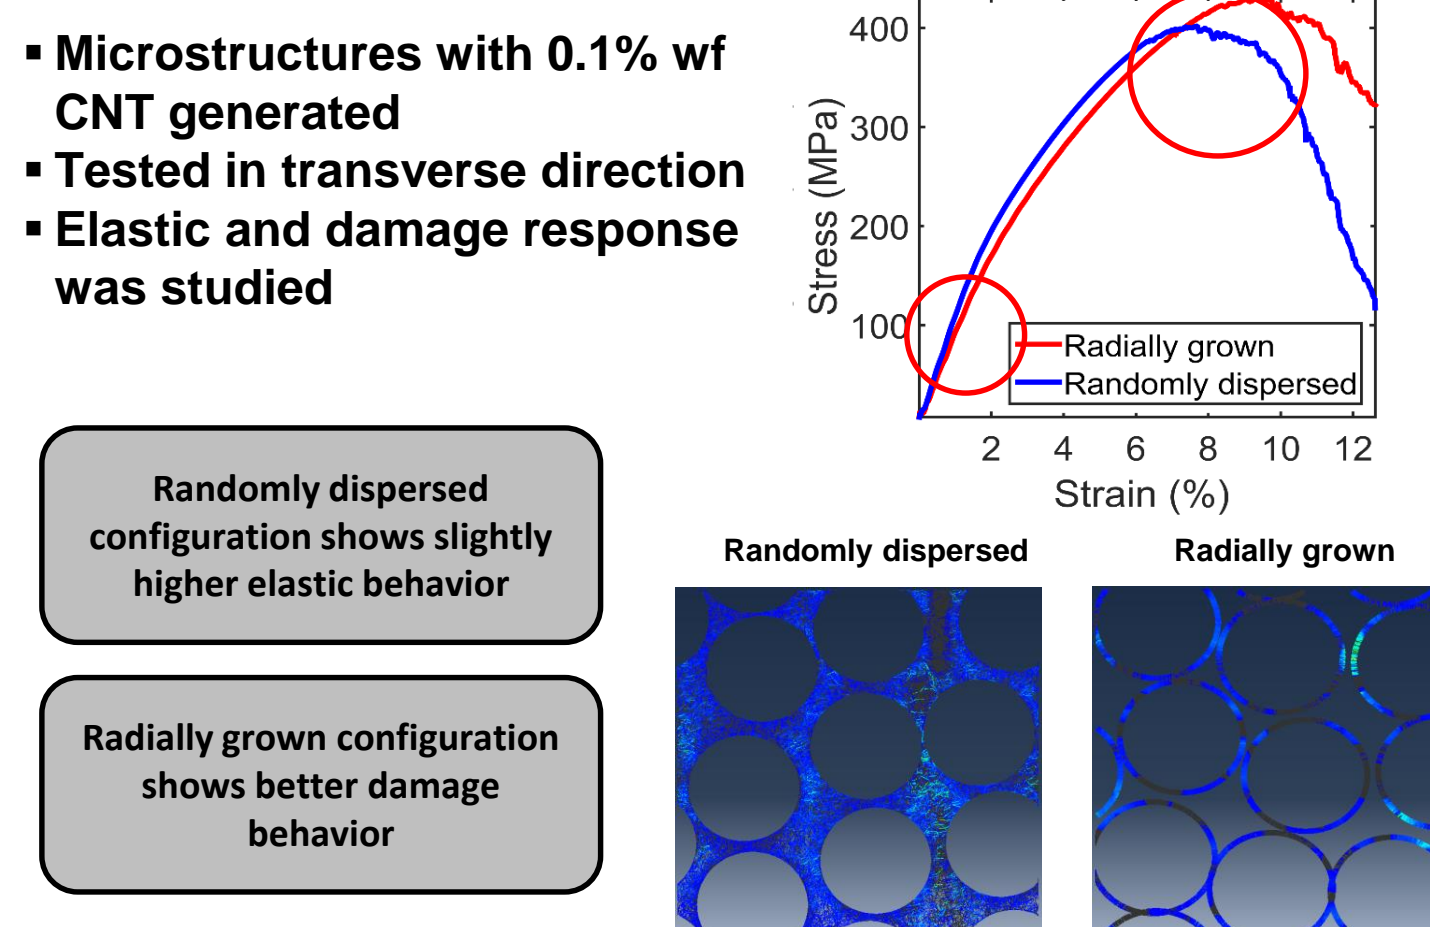 ▪ Microstructures with 0.1% wf
CNT generated
▪ Tested in transverse direction
▪ Elastic and damage response
was studied
400
300
200
100
Stress (MPa)
Radially grown
Randomly dispersed
2 4 6 8 10 12
Strain (%)
Randomly dispersed
configuration shows slightly
higher elastic behavior
Radially grown configuration
shows better damage
behavior
Randomly dispersed
Radially grown